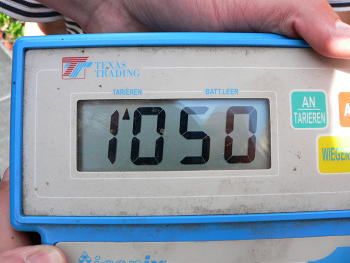 TEXAS
TRADING
TARIEREN BATT.LEER
1050
AN
TARIEREN
WIEGEN